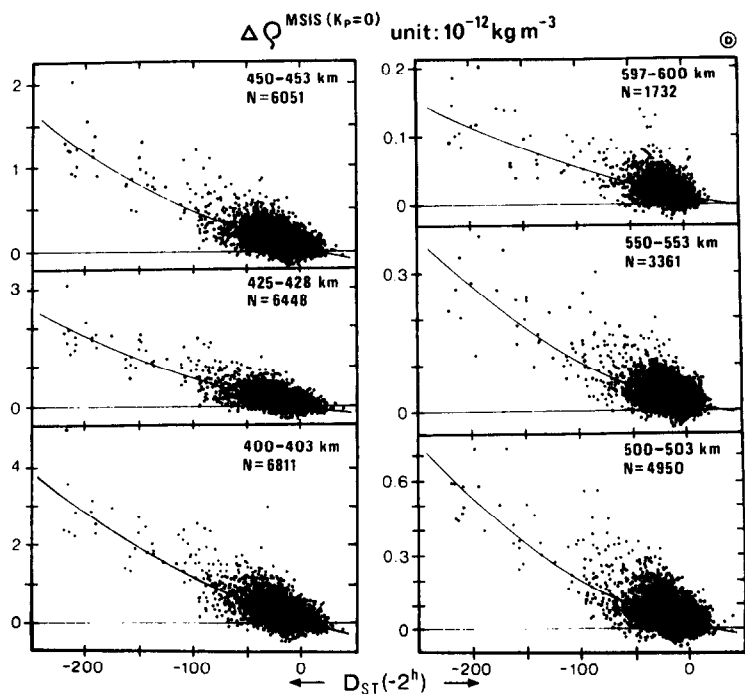 Δρ MSIS (KP=0) unit: 10⁻¹² kg m⁻³
D
450–453 km
N=6051
2
1
0
425–428 km
N=6448
3
0
400–403 km
N=6811
4
2
0
-200 -100 0
597–600 km
N=1732
0.2
0.1
0
550–553 km
N=3361
0.3
0
500–503 km
N=4950
0.6
0.3
0
-200 -100 0
← DST(-2ʰ) →